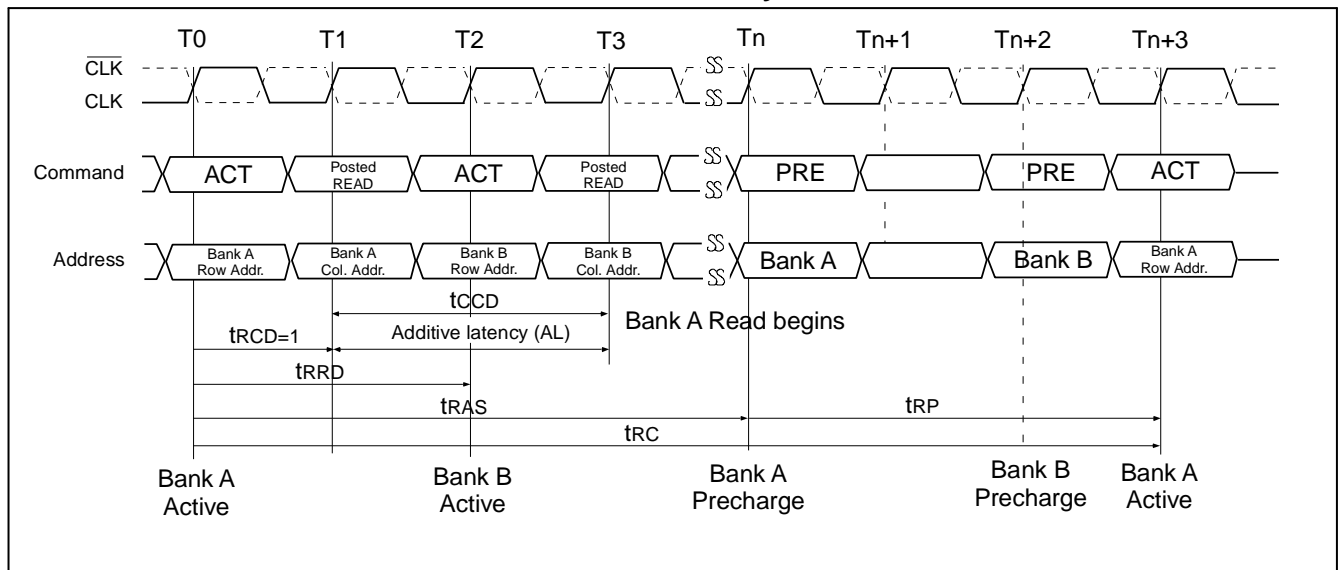 T0 T1 T2 T3 Tn Tn+1 Tn+2 Tn+3
CLK
CLK
Command ACT Posted READ ACT Posted READ PRE PRE ACT
Address Bank A Row Addr. Bank A Col. Addr. Bank B Row Addr. Bank B Col. Addr. Bank A Bank B Bank A Row Addr.
tCCD
Bank A Read begins
tRCD=1 Additive latency (AL)
tRRD
tRAS tRP
tRC
Bank A Active
Bank B Active
Bank A Precharge
Bank B Precharge
Bank A Active